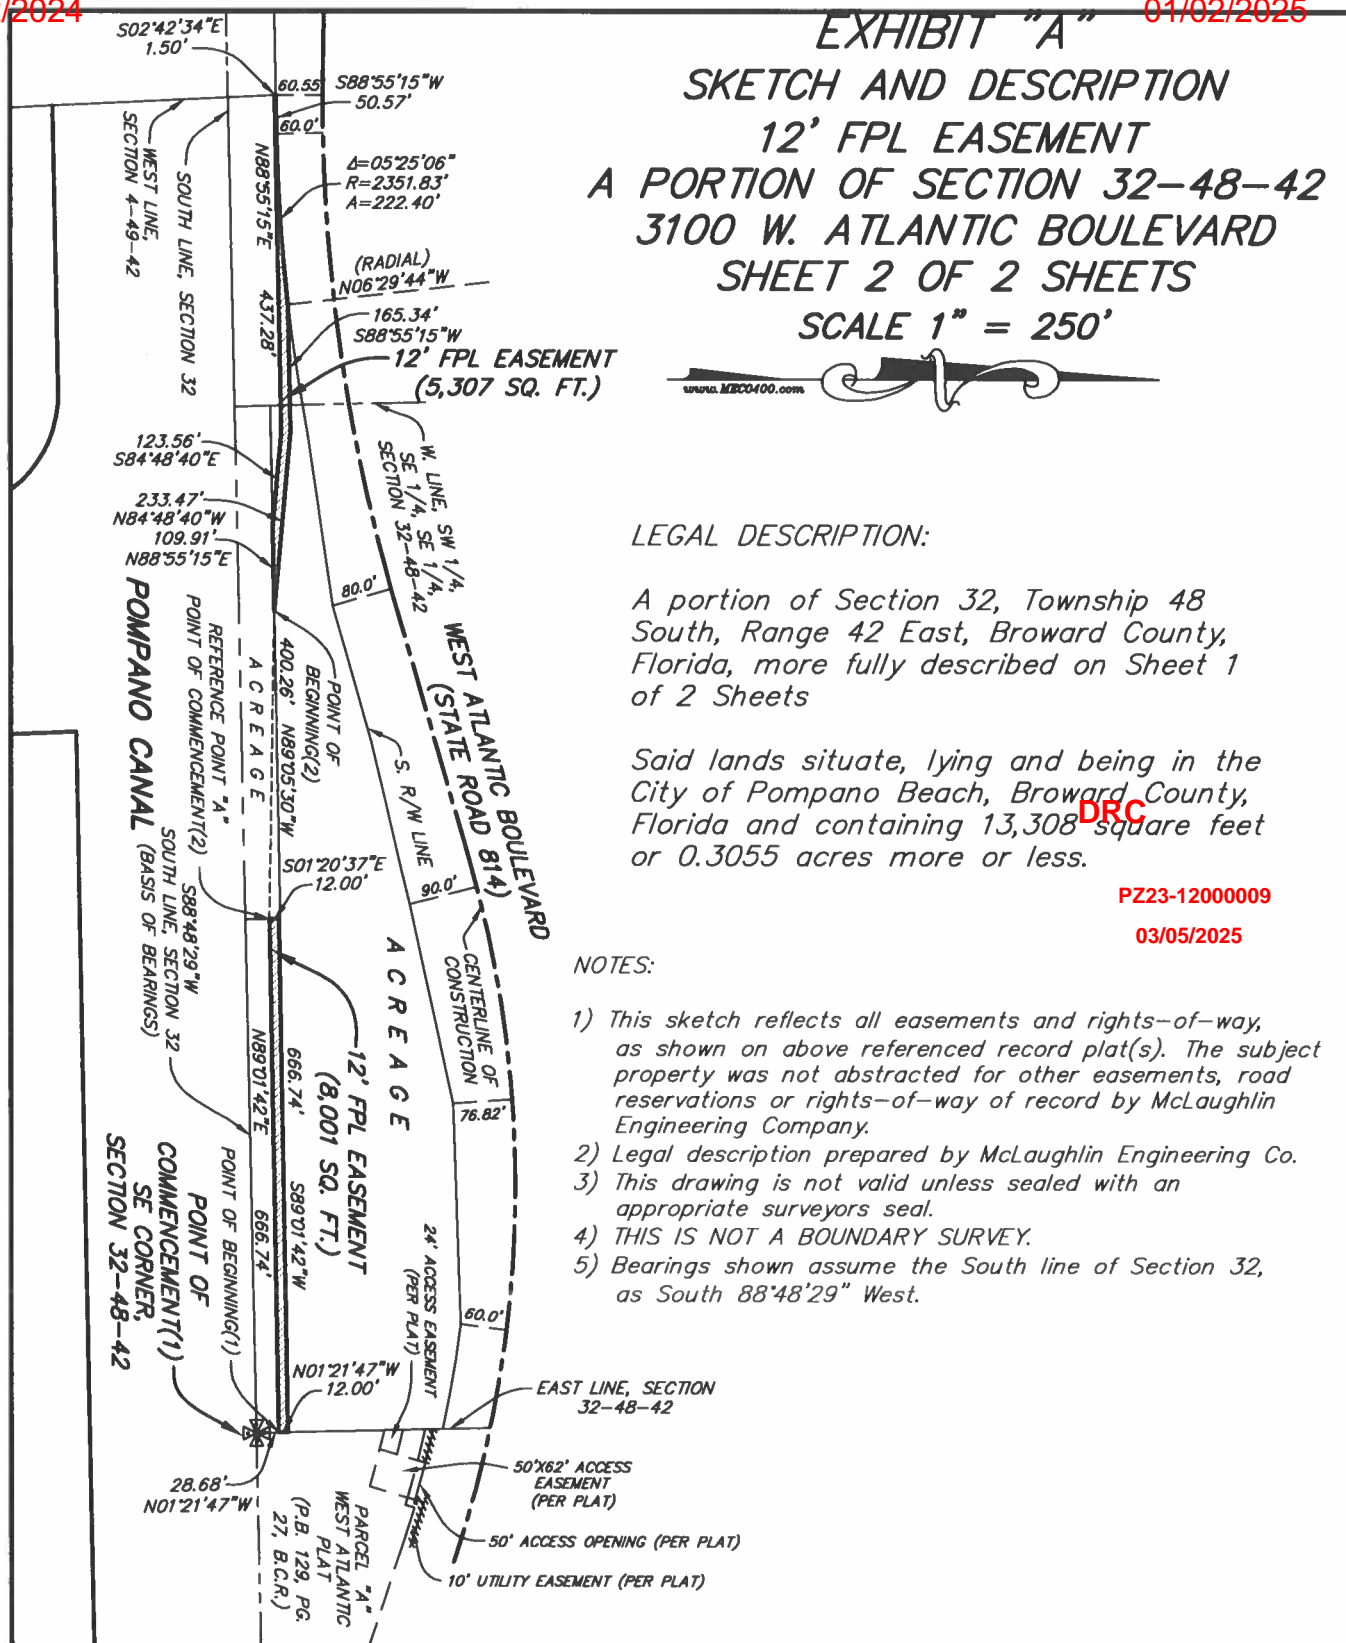 /2024
01/02/2025
EXHIBIT "A"
SKETCH AND DESCRIPTION
12' FPL EASEMENT
A PORTION OF SECTION 32-48-42
3100 W. ATLANTIC BOULEVARD
SHEET 2 OF 2 SHEETS
SCALE 1" = 250'
www.MECO400.com
S02°42'34"E
1.50'
60.55
S88°55'15"W
50.57'
60.0'
WEST LINE,
SECTION 4-49-42
SOUTH LINE, SECTION 32
N88°55'15"E 437.28'
Δ=05°25'06"
R=2351.83'
A=222.40'
(RADIAL)
N06°29'44"W
165.34'
S88°55'15"W
12' FPL EASEMENT
(5,307 SQ. FT.)
123.56'
S84°48'40"E
233.47'
N84°48'40"W
109.91'
N88°55'15"E
W. LINE, SW 1/4,
SE 1/4, SE 1/4,
SECTION 32-48-42
80.0'
WEST ATLANTIC BOULEVARD
(STATE ROAD 814)
POINT OF
BEGINNING(2)
400.26' N89°05'30"W
ACREAGE
REFERENCE POINT "A"
POINT OF COMMENCEMENT(2)
POMPANO CANAL
S. R/W LINE
S01°20'37"E
12.00'
90.0'
S88°48'29"W
SOUTH LINE, SECTION 32
(BASIS OF BEARINGS)
ACREAGE
CENTERLINE OF
CONSTRUCTION
76.82'
12' FPL EASEMENT
(8,001 SQ. FT.)
N89°01'42"E 666.74'
666.74' S89°01'42"W
POINT OF BEGINNING(1)
POINT OF
COMMENCEMENT(1)
SE CORNER,
SECTION 32-48-42
24' ACCESS EASEMENT
(PER PLAT)
60.0'
N01°21'47"W
12.00'
EAST LINE, SECTION
32-48-42
28.68'
N01°21'47"W
50'X62' ACCESS
EASEMENT
(PER PLAT)
50' ACCESS OPENING (PER PLAT)
10' UTILITY EASEMENT (PER PLAT)
PARCEL "A"
WEST ATLANTIC
PLAT
(P.B. 129, PG.
27, B.C.R.)
LEGAL DESCRIPTION:
A portion of Section 32, Township 48
South, Range 42 East, Broward County,
Florida, more fully described on Sheet 1
of 2 Sheets
Said lands situate, lying and being in the
City of Pompano Beach, Broward County,
Florida and containing 13,308 square feet
or 0.3055 acres more or less.
DRC
PZ23-12000009
03/05/2025
NOTES:
1) This sketch reflects all easements and rights-of-way,
as shown on above referenced record plat(s). The subject
property was not abstracted for other easements, road
reservations or rights-of-way of record by McLaughlin
Engineering Company.
2) Legal description prepared by McLaughlin Engineering Co.
3) This drawing is not valid unless sealed with an
appropriate surveyors seal.
4) THIS IS NOT A BOUNDARY SURVEY.
5) Bearings shown assume the South line of Section 32,
as South 88°48'29" West.